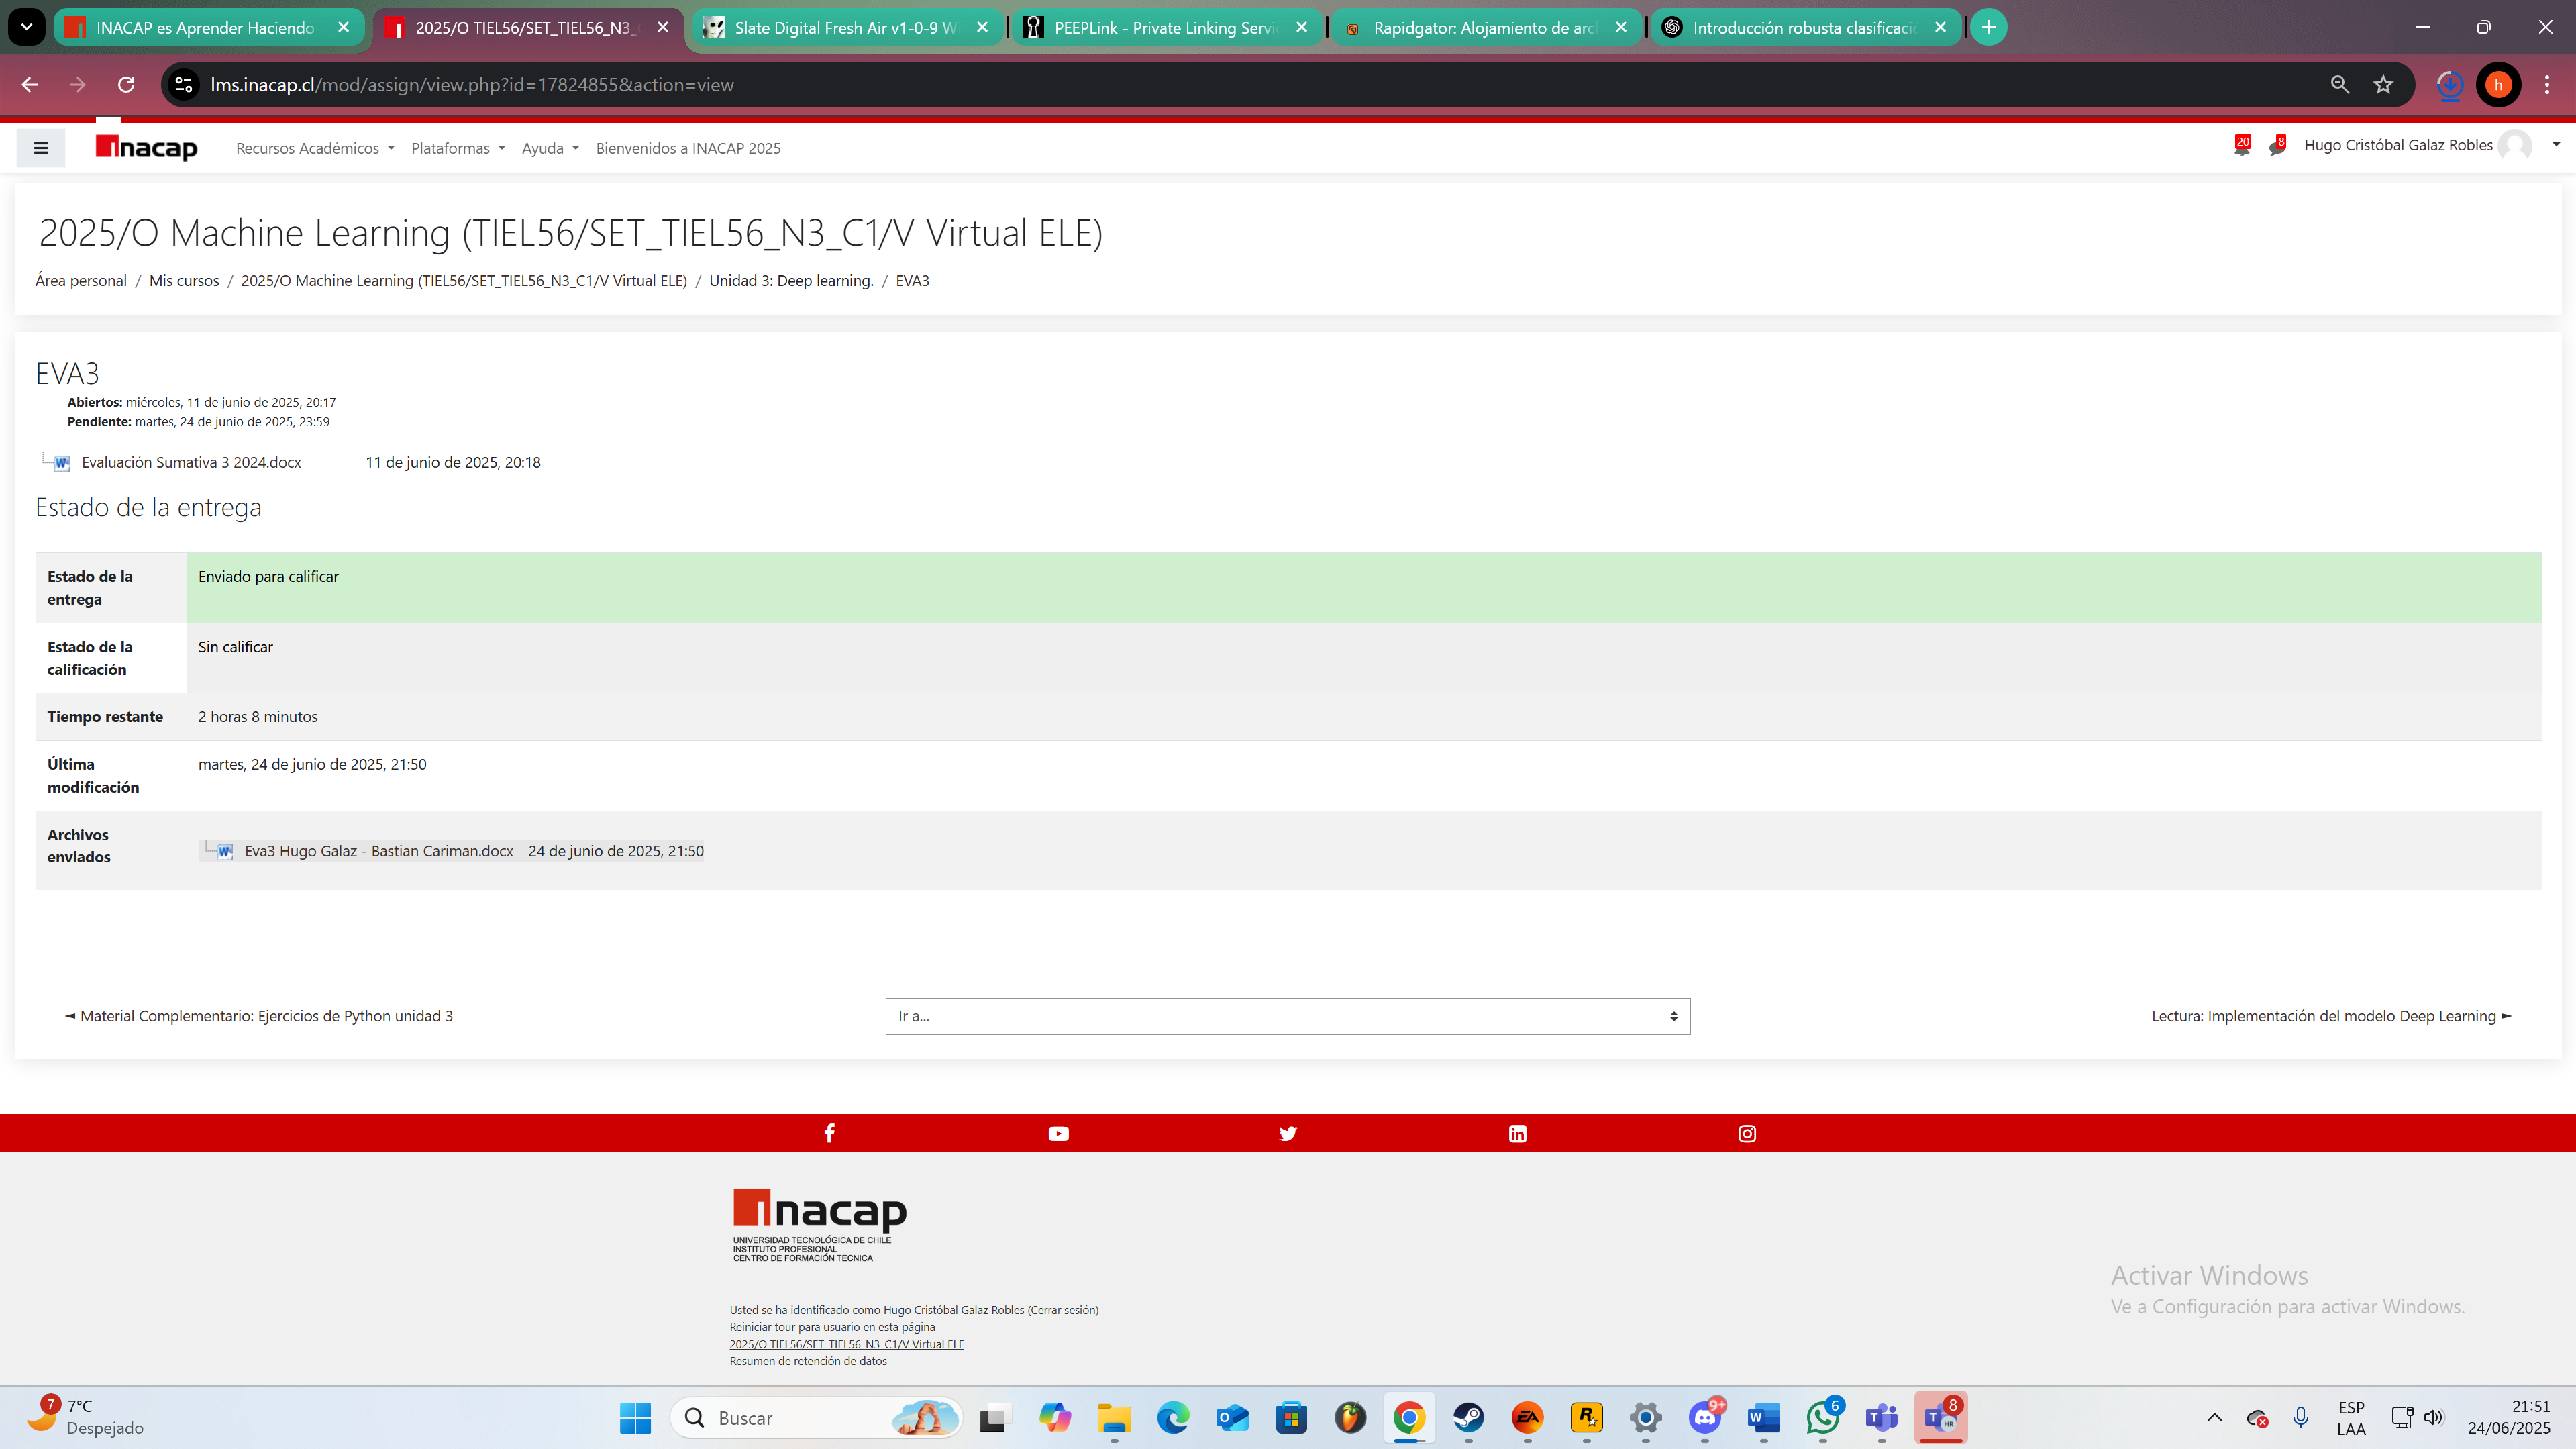 INACAP es Aprender Haciendo
2025/O TIEL56/SET_TIEL56_N3_
Slate Digital Fresh Air v1-0-9 W
PEEPLink - Private Linking Servi
Rapidgator: Alojamiento de arc
Introducción robusta clasificació
lms.inacap.cl/mod/assign/view.php?id=17824855&action=view
h
inacap
Recursos Académicos
Plataformas
Ayuda
Bienvenidos a INACAP 2025
20
8
Hugo Cristóbal Galaz Robles
2025/O Machine Learning (TIEL56/SET_TIEL56_N3_C1/V Virtual ELE)
Área personal / Mis cursos / 2025/O Machine Learning (TIEL56/SET_TIEL56_N3_C1/V Virtual ELE) / Unidad 3: Deep learning. / EVA3
EVA3
Abiertos: miércoles, 11 de junio de 2025, 20:17
Pendiente: martes, 24 de junio de 2025, 23:59
Evaluación Sumativa 3 2024.docx 11 de junio de 2025, 20:18
Estado de la entrega
Estado de la
entrega
Enviado para calificar
Estado de la
calificación
Sin calificar
Tiempo restante
2 horas 8 minutos
Última
modificación
martes, 24 de junio de 2025, 21:50
Archivos
enviados
Eva3 Hugo Galaz - Bastian Cariman.docx 24 de junio de 2025, 21:50
◄ Material Complementario: Ejercicios de Python unidad 3
Ir a...
Lectura: Implementación del modelo Deep Learning ►
inacap
UNIVERSIDAD TECNOLÓGICA DE CHILE
INSTITUTO PROFESIONAL
CENTRO DE FORMACIÓN TECNICA
Activar Windows
Ve a Configuración para activar Windows.
Usted se ha identificado como Hugo Cristóbal Galaz Robles (Cerrar sesión)
Reiniciar tour para usuario en esta página
2025/O TIEL56/SET_TIEL56_N3_C1/V Virtual ELE
Resumen de retención de datos
7
7°C
Despejado
Buscar
EA
R
9+
W
6
T
8
HR
ESP
LAA
21:51
24/06/2025